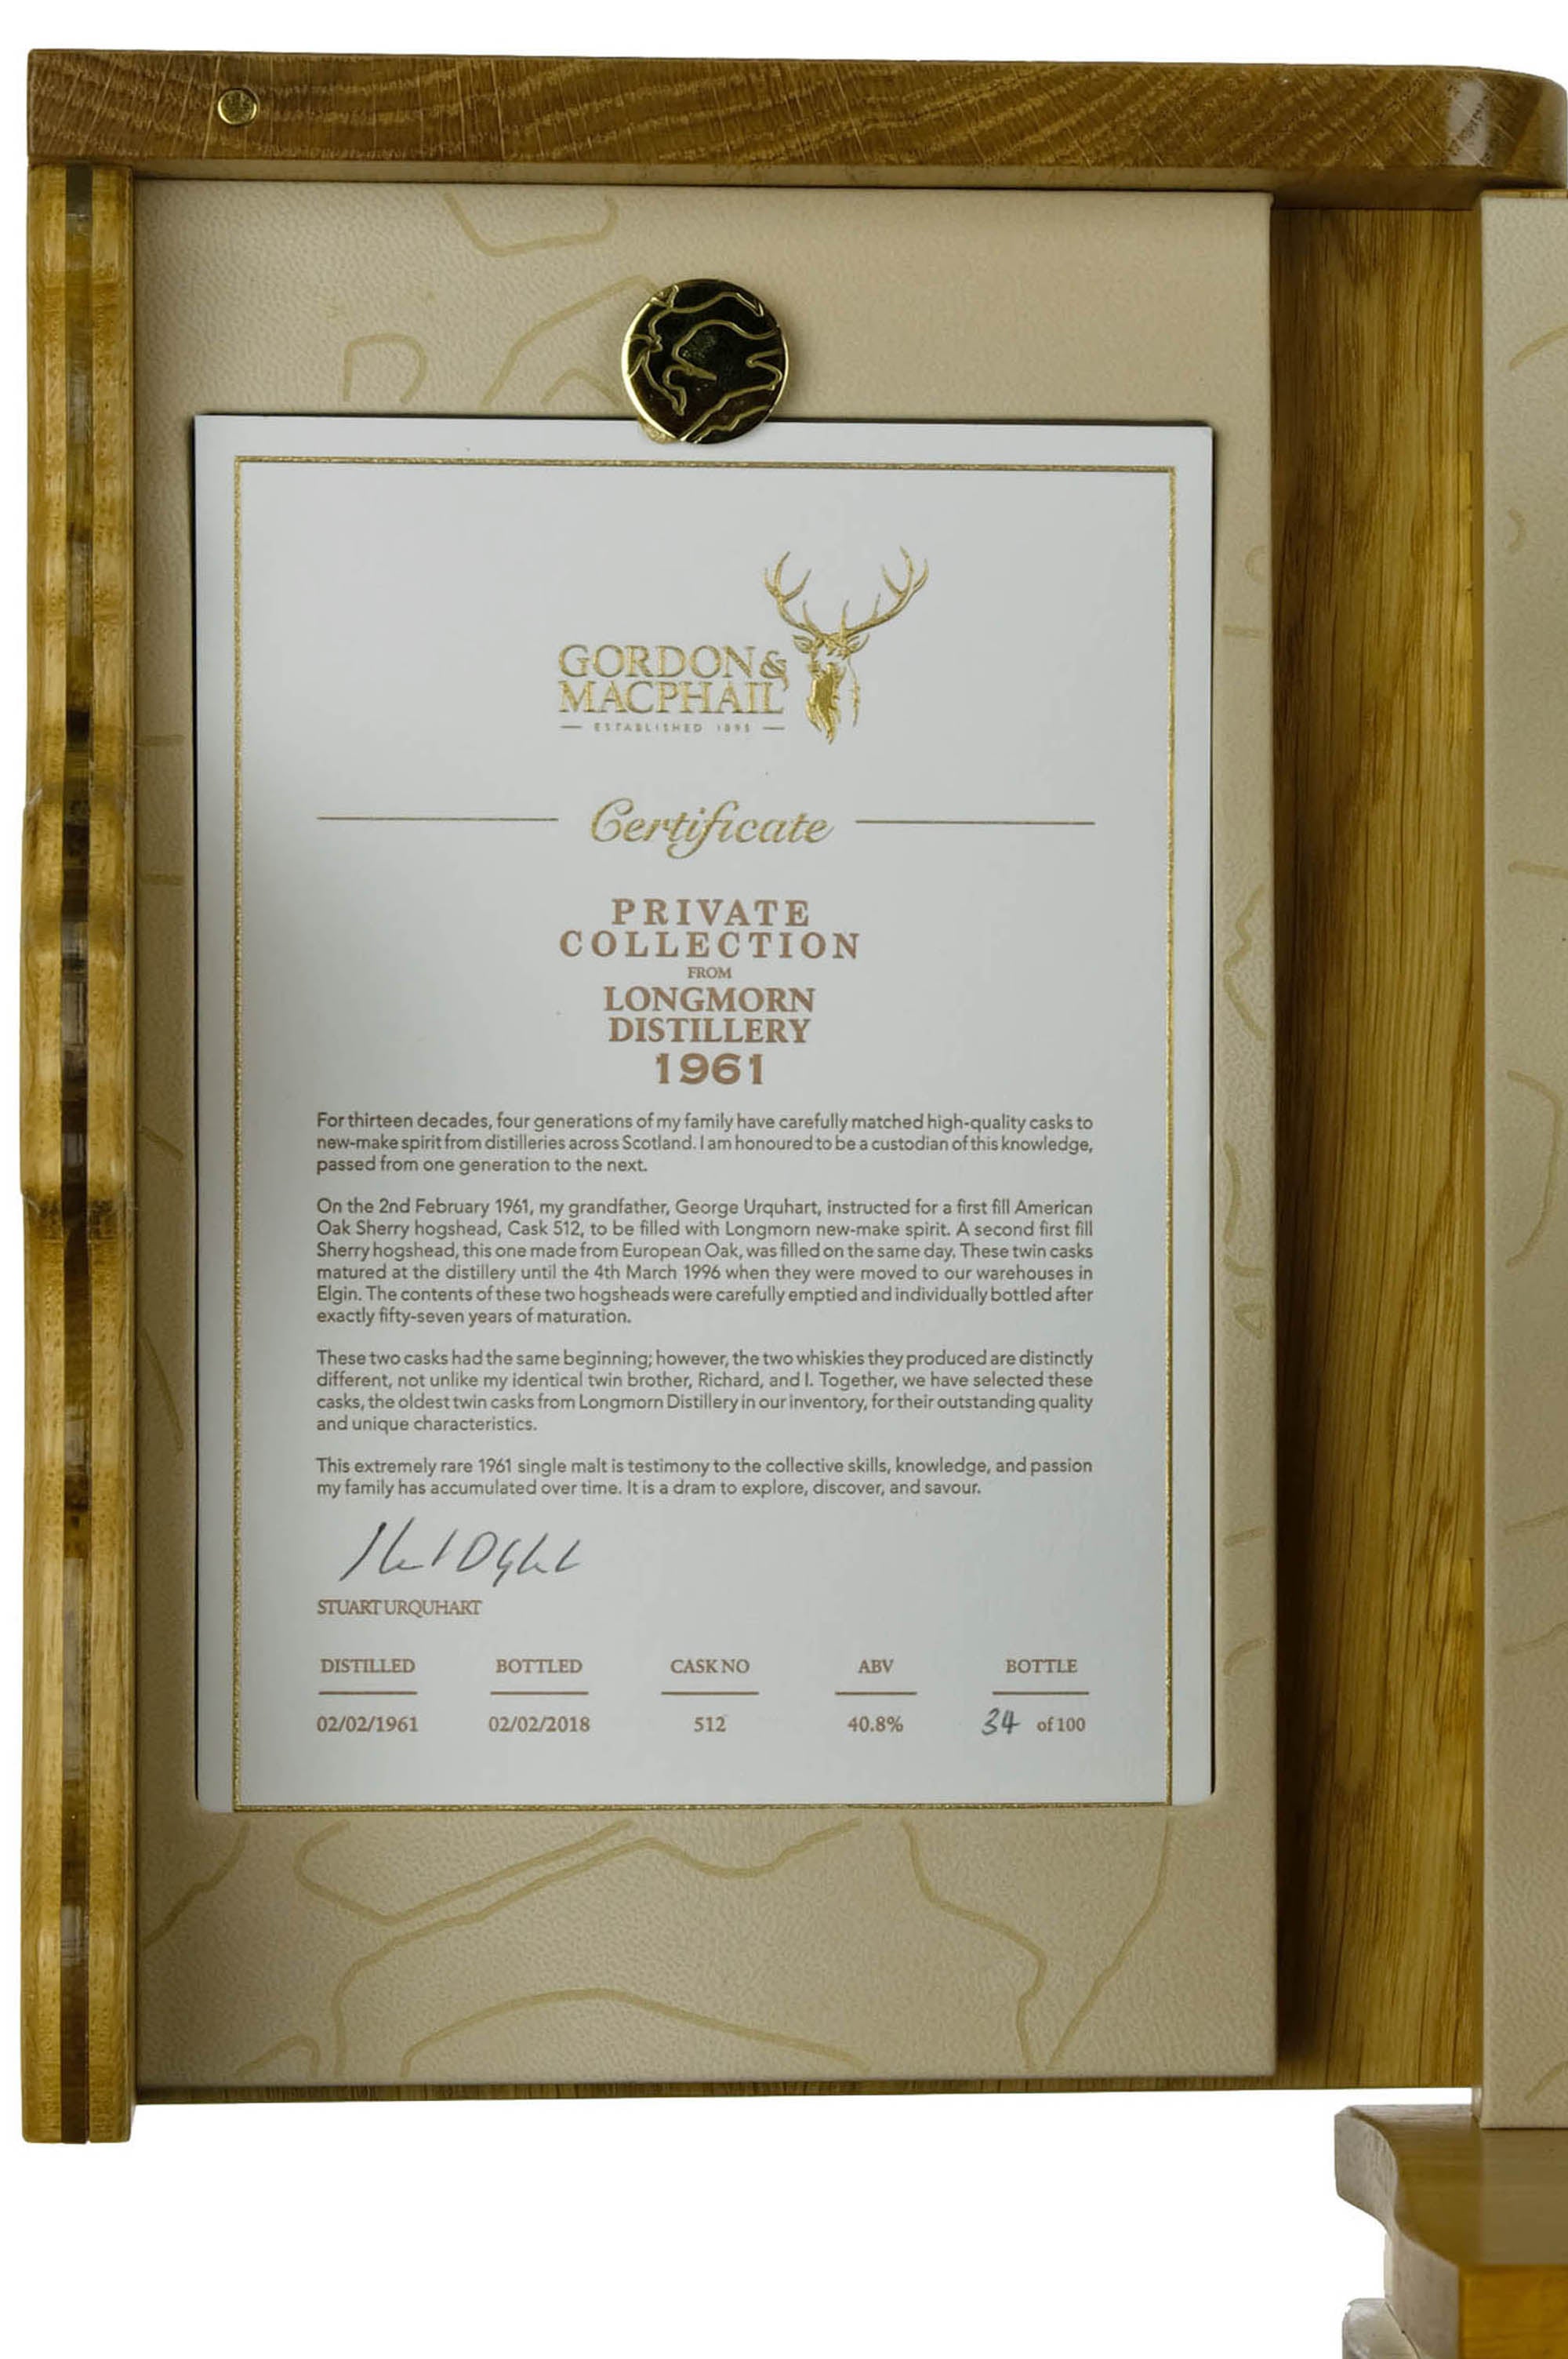 GORDON &
MACPHAIL
ESTABLISHED 1895
Certificate
PRIVATE
COLLECTION
FROM
LONGMORN
DISTILLERY
1961
For thirteen decades, four generations of my family have carefully matched high-quality casks to
new-make spirit from distilleries across Scotland. I am honoured to be a custodian of this knowledge,
passed from one generation to the next.
On the 2nd February 1961, my grandfather, George Urquhart, instructed for a first fill American
Oak Sherry hogshead, Cask 512, to be filled with Longmorn new-make spirit. A second first fill
Sherry hogshead, this one made from European Oak, was filled on the same day. These twin casks
matured at the distillery until the 4th March 1996 when they were moved to our warehouses in
Elgin. The contents of these two hogsheads were carefully emptied and individually bottled after
exactly fifty-seven years of maturation.
These two casks had the same beginning; however, the two whiskies they produced are distinctly
different, not unlike my identical twin brother, Richard, and I. Together, we have selected these
casks, the oldest twin casks from Longmorn Distillery in our inventory, for their outstanding quality
and unique characteristics.
This extremely rare 1961 single malt is testimony to the collective skills, knowledge, and passion
my family has accumulated over time. It is a dram to explore, discover, and savour.
STUART URQUHART
DISTILLED BOTTLED CASK NO ABV BOTTLE
02/02/1961 02/02/2018 512 40.8% 34 of 100